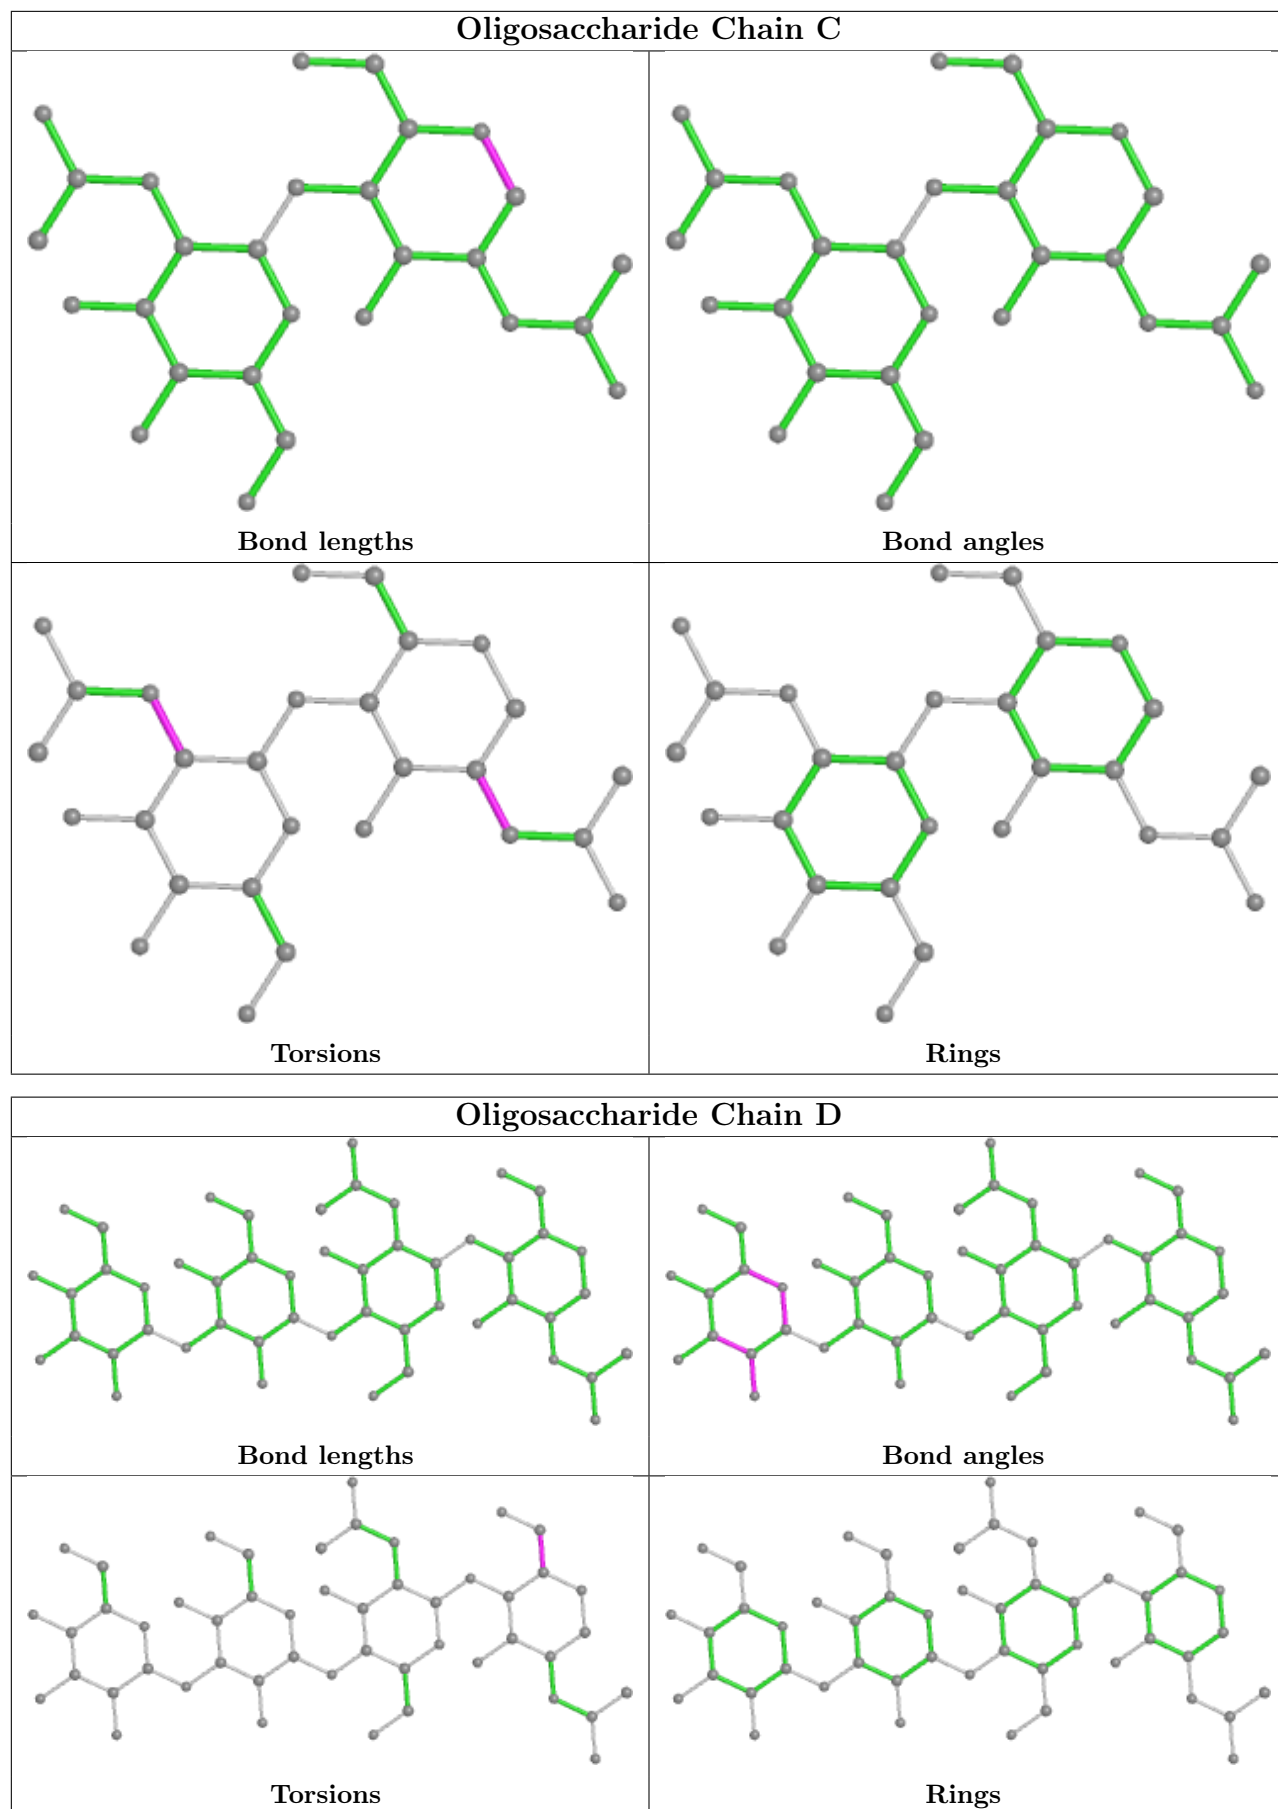 Oligosaccharide Chain C
Bond lengths
Bond angles
Torsions
Rings
Oligosaccharide Chain D
Bond lengths
Bond angles
Torsions
Rings